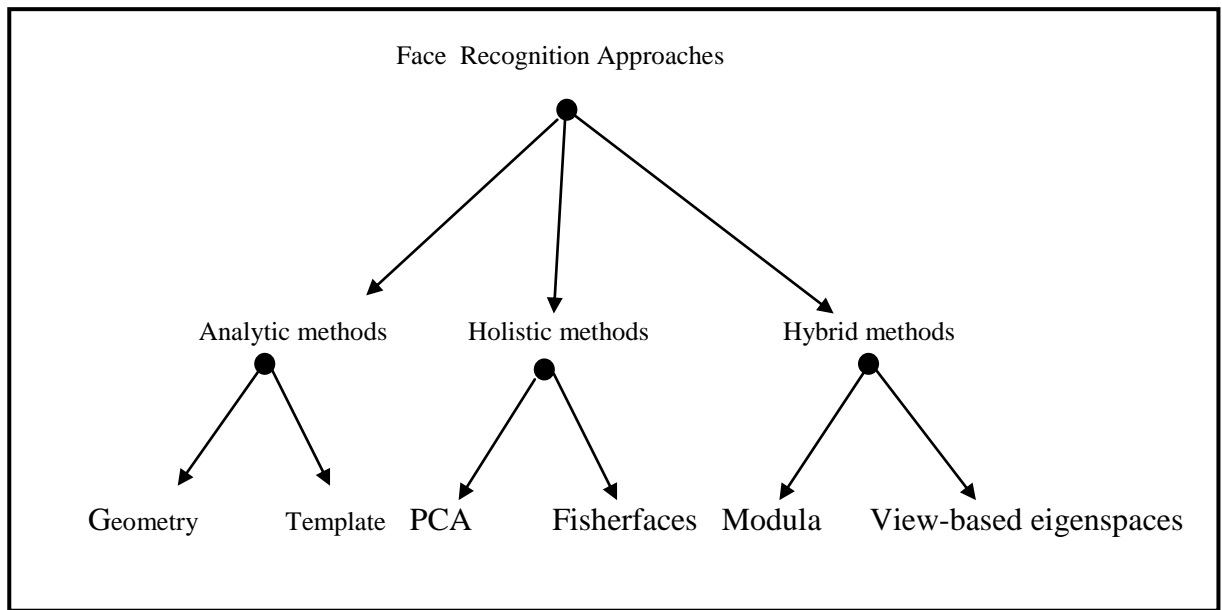 Face Recognition Approaches
Analytic methods Holistic methods Hybrid methods
Geometry Template PCA Fisherfaces Modula View-based eigenspaces